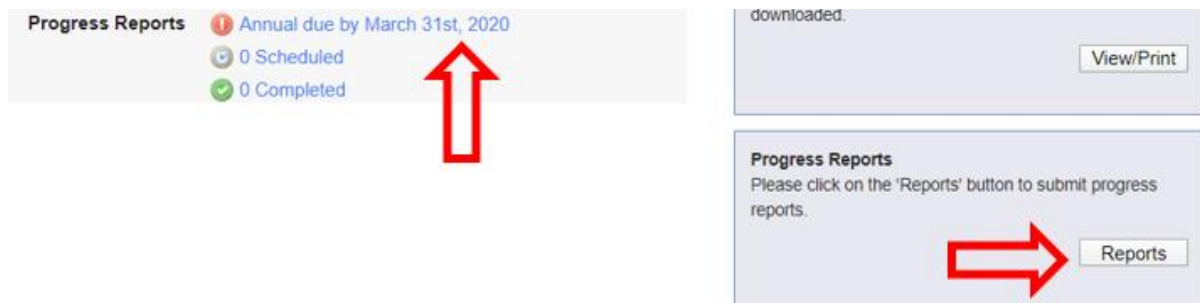 Progress Reports
Annual due by March 31st, 2020
0 Scheduled
0 Completed
downloaded.
View/Print
Progress Reports
Please click on the 'Reports' button to submit progress
reports.
Reports